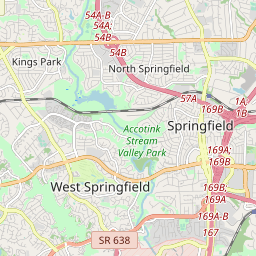 54A-B
54
54B
54B
Kings Park
North Springfield
57A
169B
1A;
1B
Accotink
Stream
Valley Park
Springfield
169A;
169B
West Springfield
169B;
169A
169A-B
SR 638
167